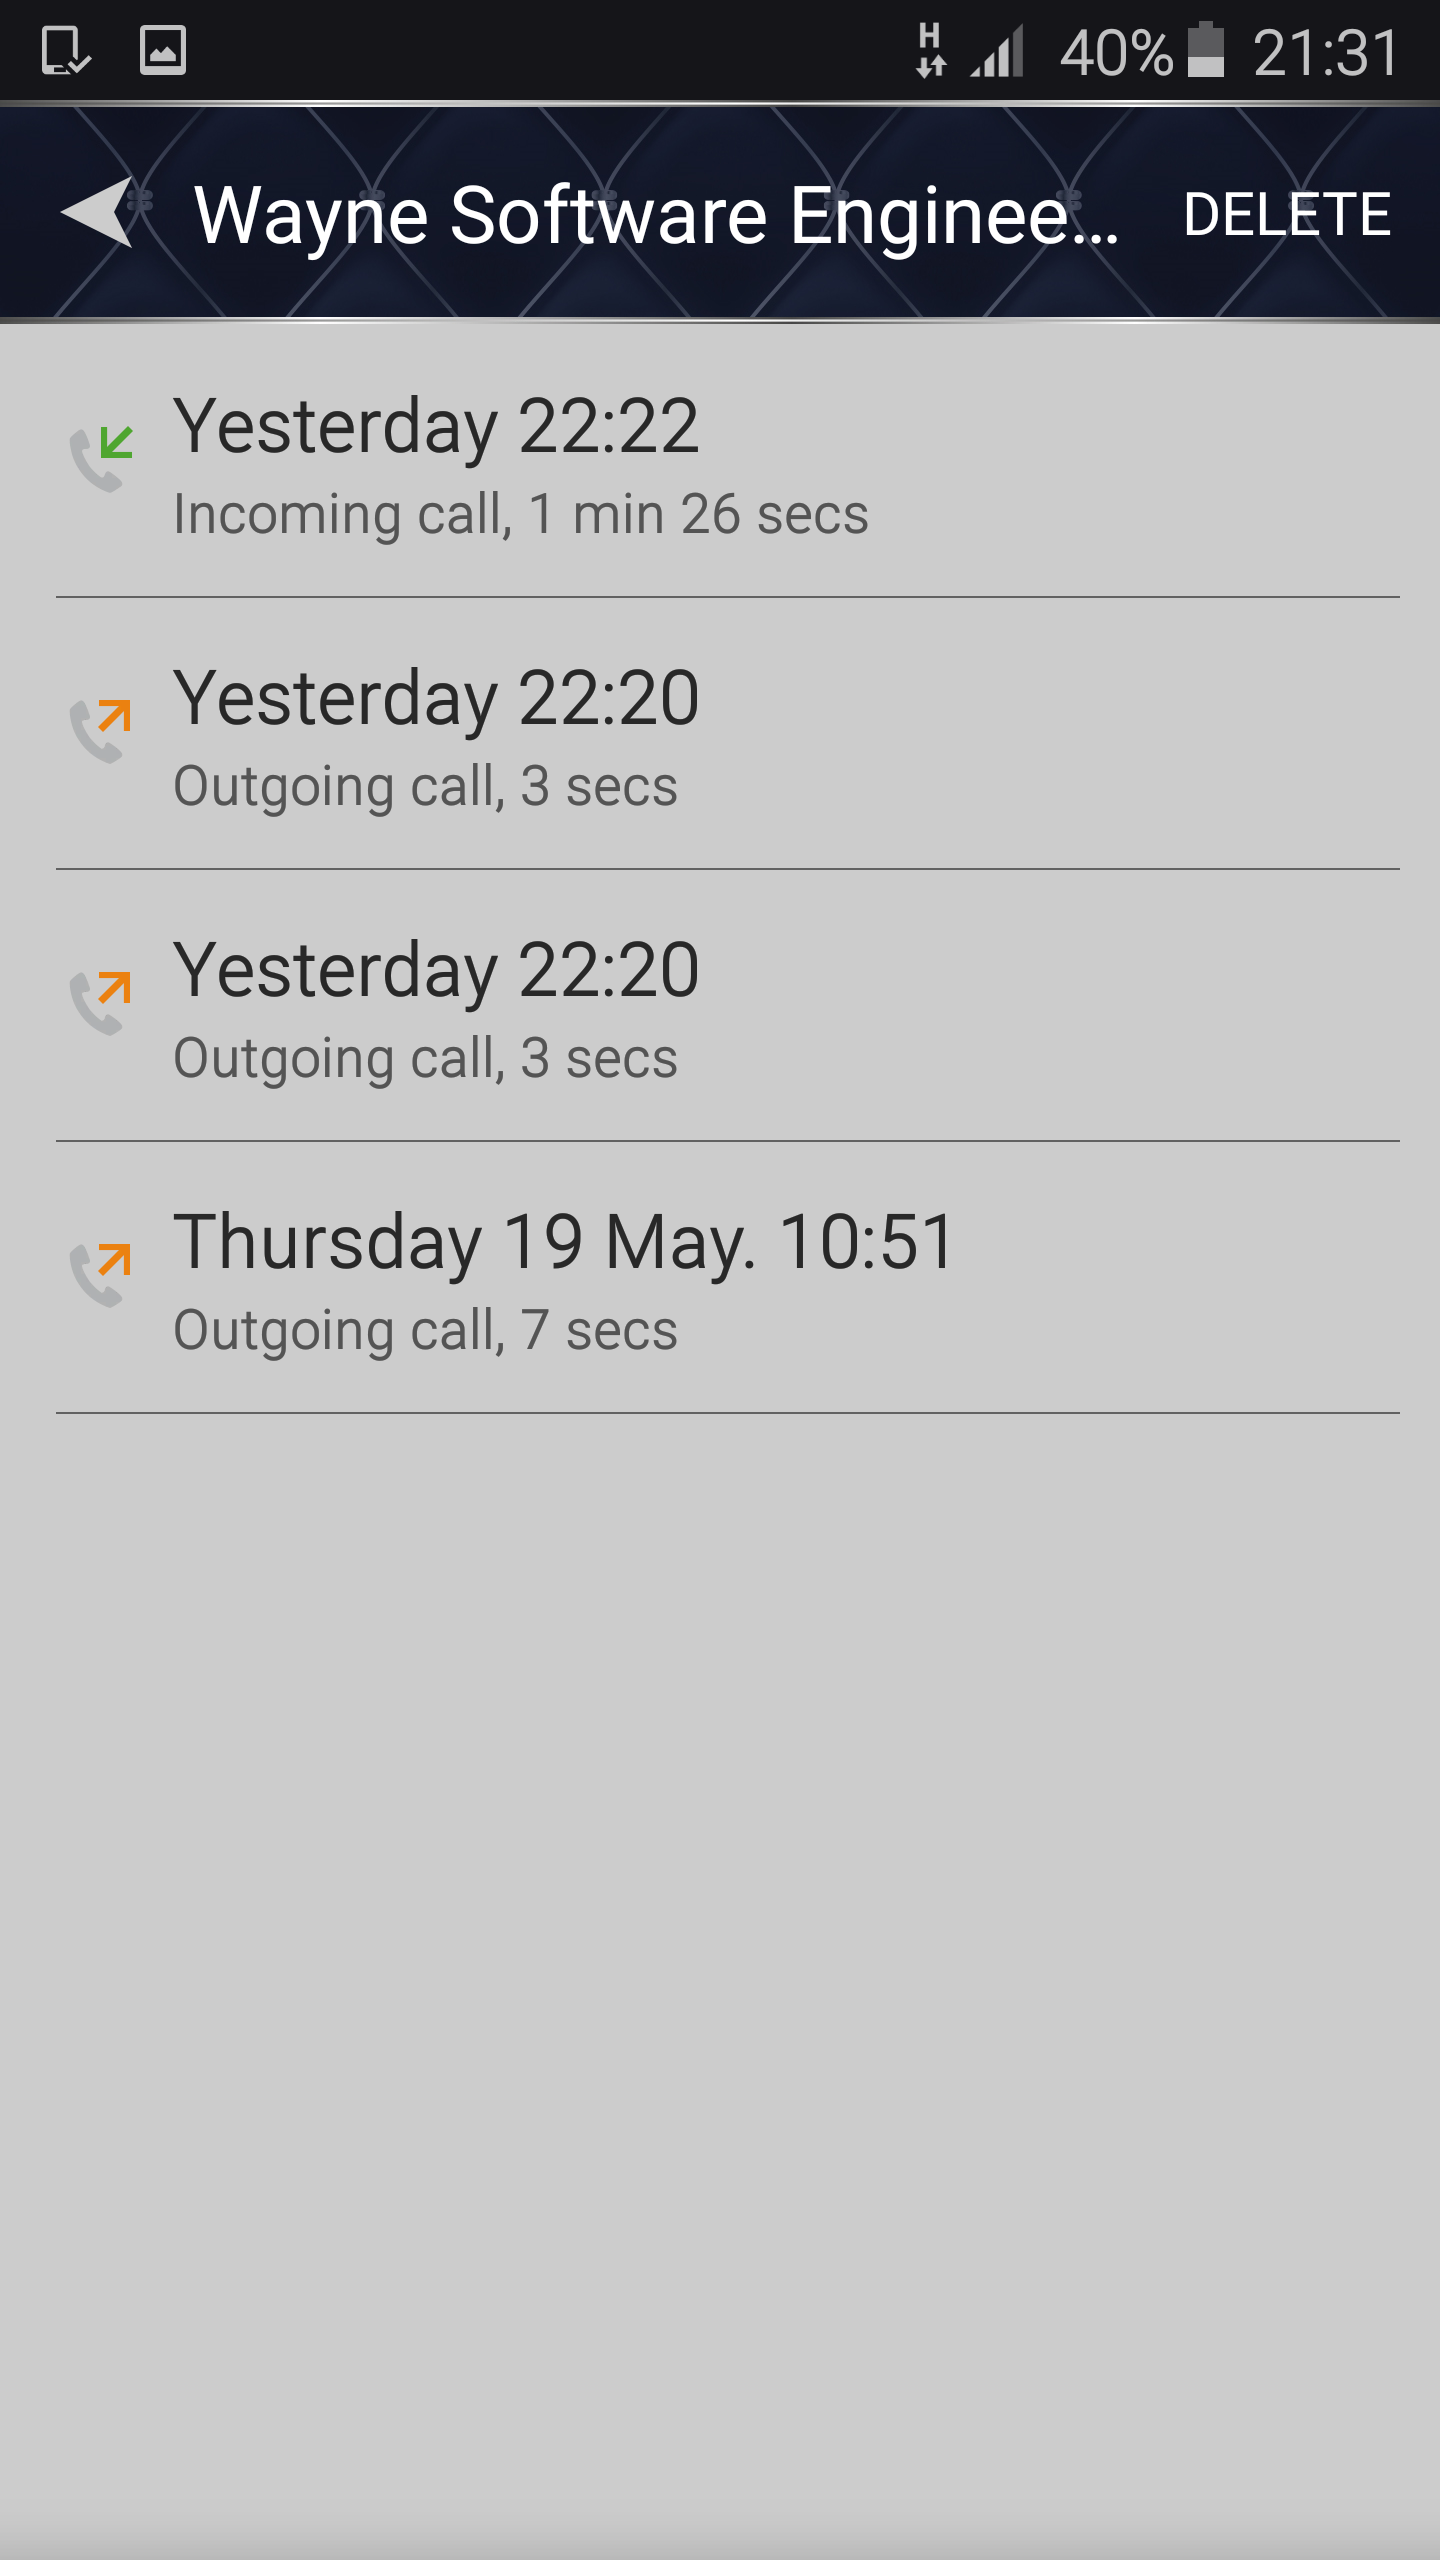 H 40% 21:31
Wayne Software Enginee... DELETE
Yesterday 22:22
Incoming call, 1 min 26 secs
Yesterday 22:20
Outgoing call, 3 secs
Yesterday 22:20
Outgoing call, 3 secs
Thursday 19 May. 10:51
Outgoing call, 7 secs